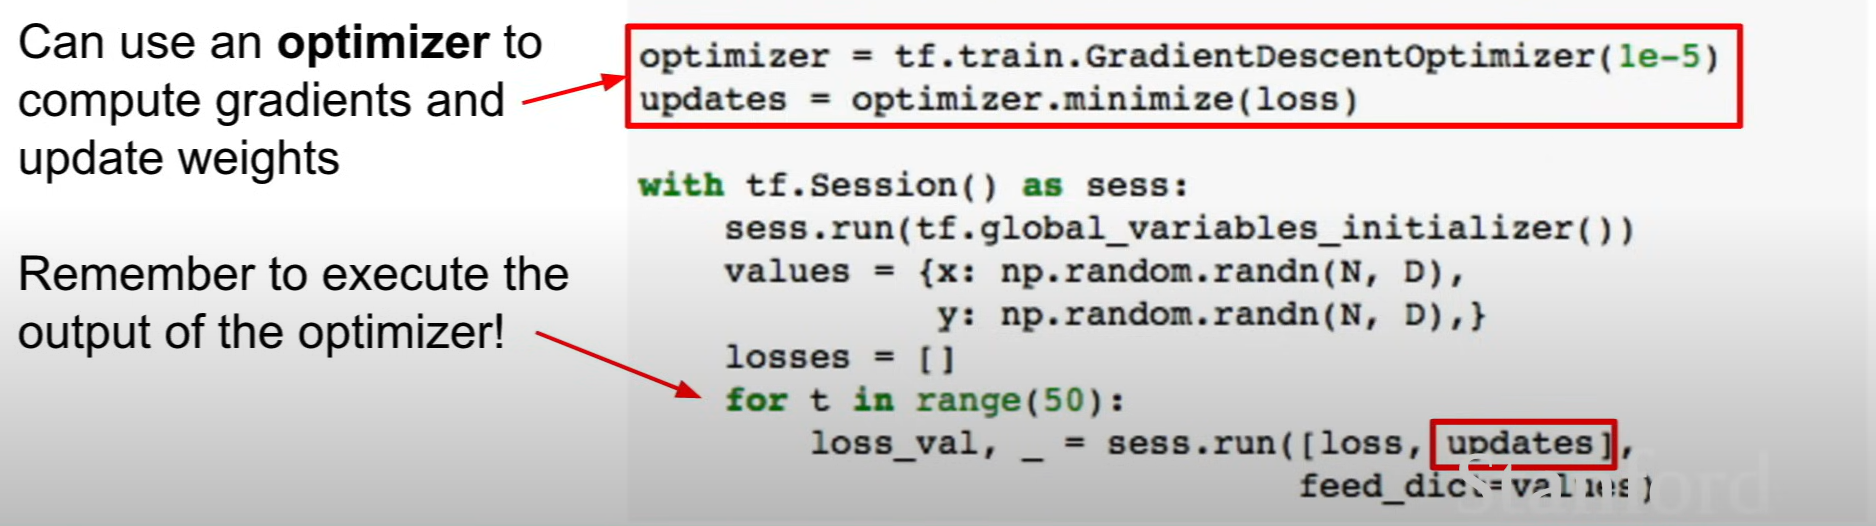 Can use an optimizer to
compute gradients and
update weights
Remember to execute the
output of the optimizer!
optimizer = tf.train.GradientDescentOptimizer(1e-5)
updates = optimizer.minimize(loss)
with tf.Session() as sess:
    sess.run(tf.global_variables_initializer())
    values = {x: np.random.randn(N, D),
              y: np.random.randn(N, D),}
    losses = []
    for t in range(50):
        loss_val, _ = sess.run([loss, updates],
                               feed_dict=values)
Stanford